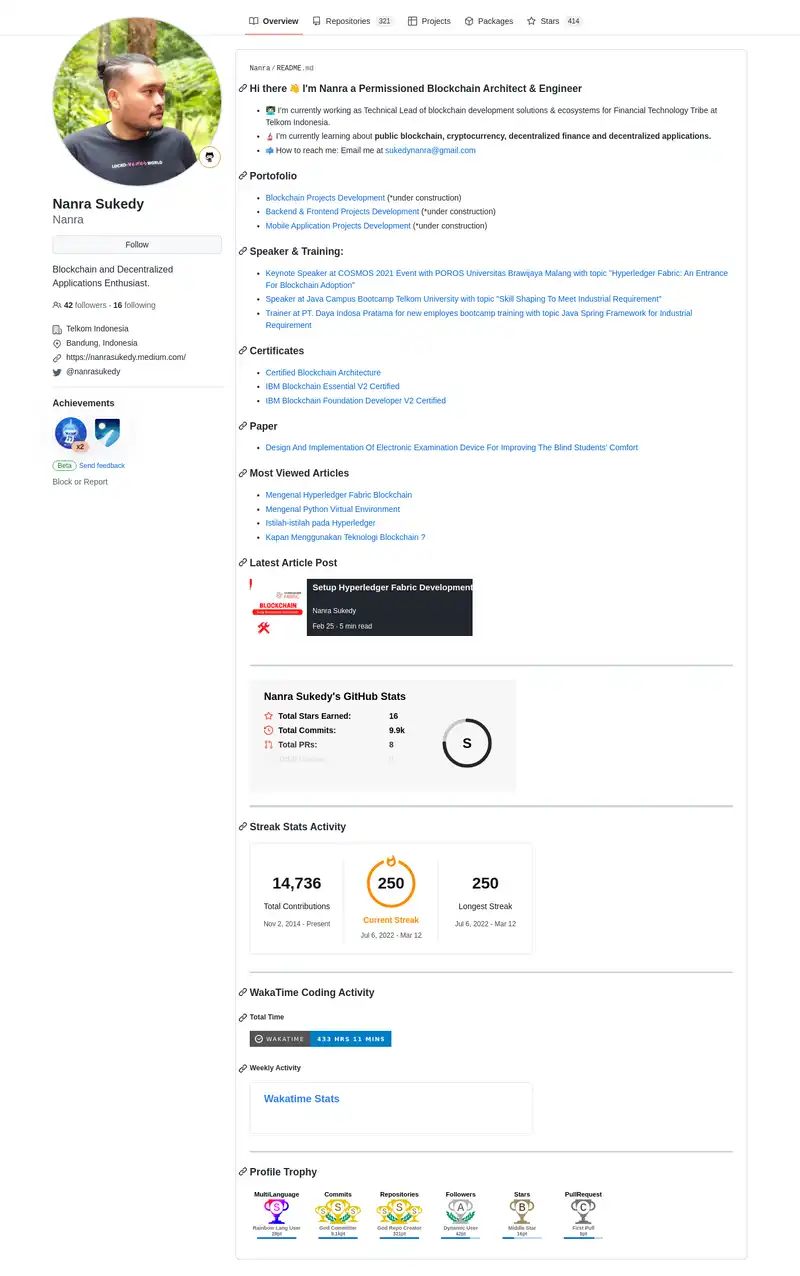 Overview
Repositories 321
Projects
Packages
Stars 414
Nanra Sukedy
Nanra
Follow
Blockchain and Decentralized
Applications Enthusiast.
42 followers · 16 following
Telkom Indonesia
Bandung, Indonesia
https://nanrasukedy.medium.com/
@nanrasukedy
Achievements
x2
Beta Send feedback
Block or Report
Nanra / README.md
Hi there 👋 I'm Nanra a Permissioned Blockchain Architect & Engineer
👨‍💻 I'm currently working as Technical Lead of blockchain development solutions & ecosystems for Financial Technology Tribe at
Telkom Indonesia.
🔬 I'm currently learning about public blockchain, cryptocurrency, decentralized finance and decentralized applications.
📫 How to reach me: Email me at sukedynanra@gmail.com
Portofolio
Blockchain Projects Development (*under construction)
Backend & Frontend Projects Development (*under construction)
Mobile Application Projects Development (*under construction)
Speaker & Training:
Keynote Speaker at COSMOS 2021 Event with POROS Universitas Brawijaya Malang with topic "Hyperledger Fabric: An Entrance
For Blockchain Adoption"
Speaker at Java Campus Bootcamp Telkom University with topic "Skill Shaping To Meet Industrial Requirement"
Trainer at PT. Daya Indosa Pratama for new employes bootcamp training with topic Java Spring Framework for Industrial
Requirement
Certificates
Certified Blockchain Architecture
IBM Blockchain Essential V2 Certified
IBM Blockchain Foundation Developer V2 Certified
Paper
Design And Implementation Of Electronic Examination Device For Improving The Blind Students' Comfort
Most Viewed Articles
Mengenal Hyperledger Fabric Blockchain
Mengenal Python Virtual Environment
Istilah-istilah pada Hyperledger
Kapan Menggunakan Teknologi Blockchain ?
Latest Article Post
FABRIC
BLOCKCHAIN
Setup Hyperledger Fabric Development
Nanra Sukedy
Feb 25 · 5 min read
Nanra Sukedy's GitHub Stats
Total Stars Earned: 16
Total Commits: 9.9k
Total PRs: 8
S
Streak Stats Activity
14,736
Total Contributions
Nov 2, 2014 - Present
250
Current Streak
Jul 6, 2022 - Mar 12
250
Longest Streak
Jul 6, 2022 - Mar 12
WakaTime Coding Activity
Total Time
WAKATIME 433 HRS 11 MINS
Weekly Activity
Wakatime Stats
Profile Trophy
MultiLanguage
S
Rainbow Lang User
28pt
Commits
S S S
God Committer
9.1kpt
Repositories
S S S
God Repo Creator
321pt
Followers
A
Dynamic User
42pt
Stars
B
Middle Star
16pt
PullRequest
C
First Pull
8pt